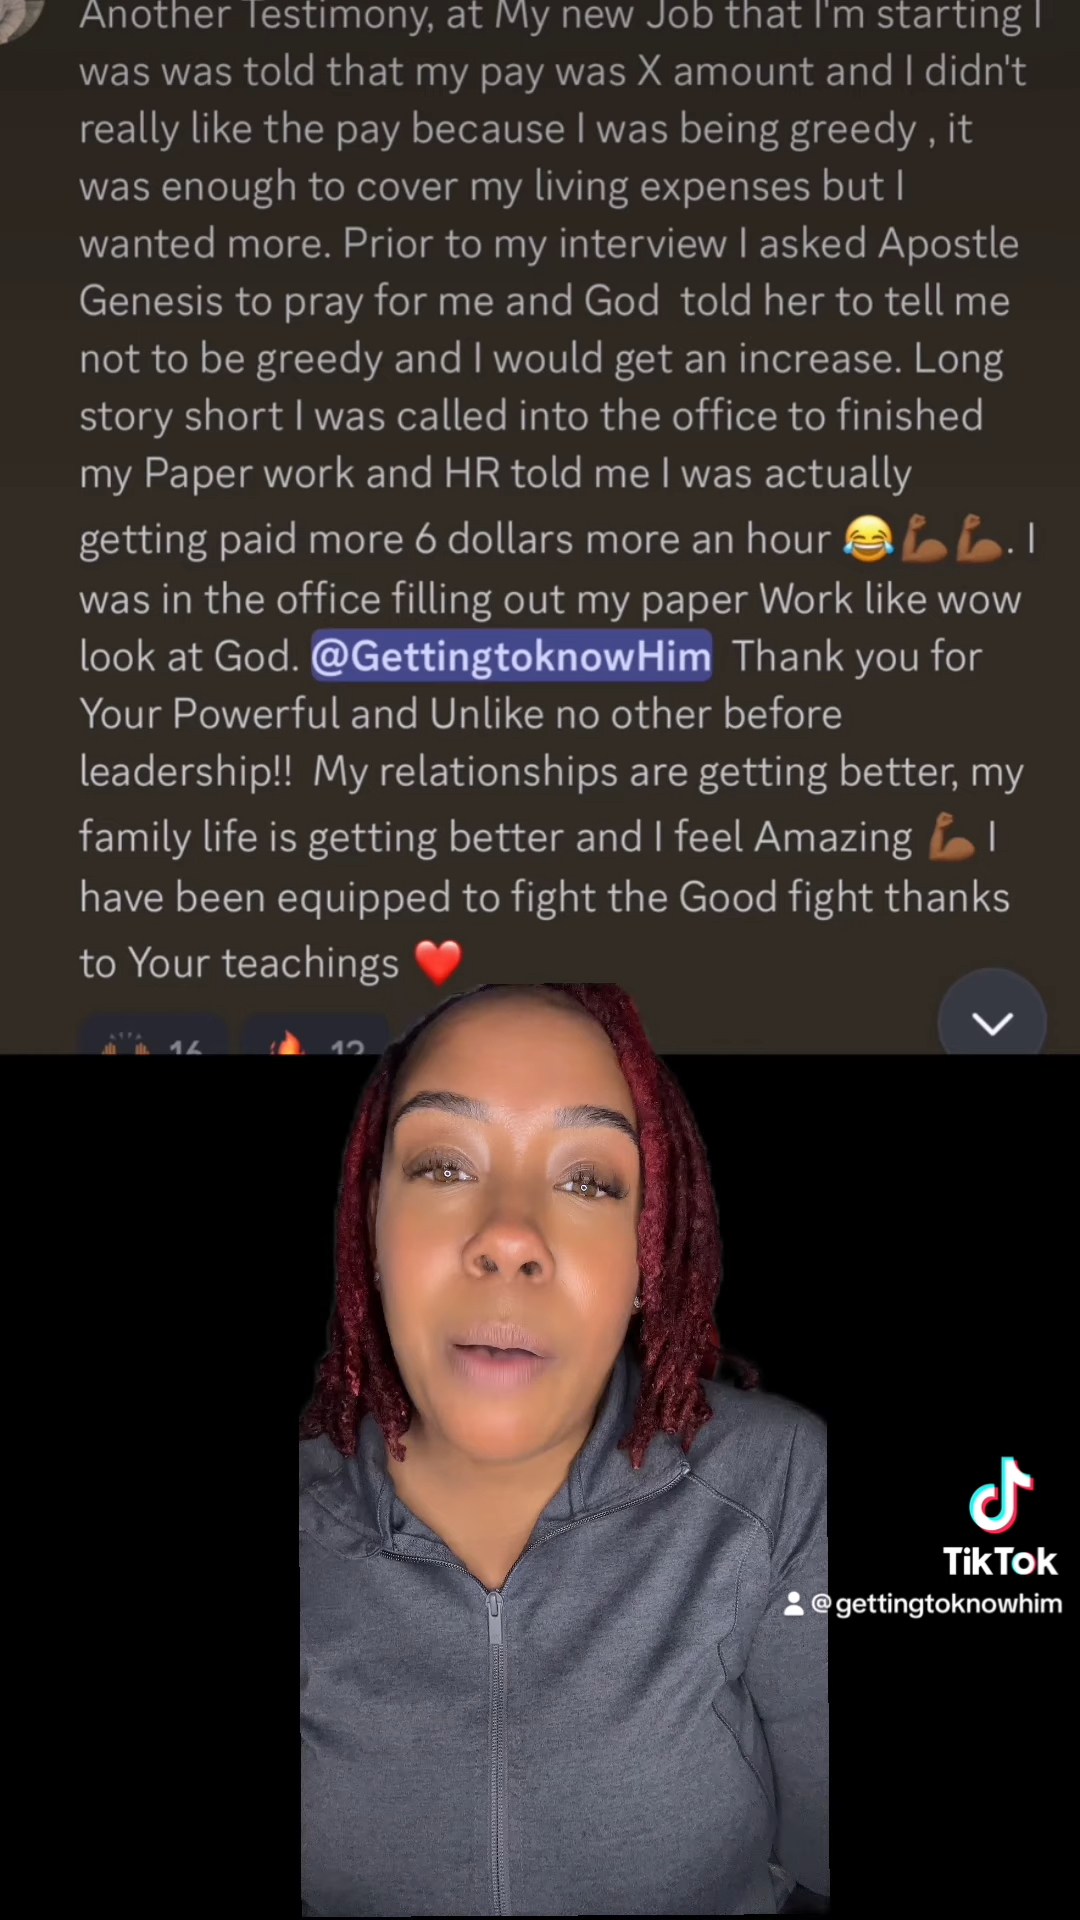 Another Testimony, at My new Job that I'm starting I
was was told that my pay was X amount and I didn't
really like the pay because I was being greedy , it
was enough to cover my living expenses but I
wanted more. Prior to my interview I asked Apostle
Genesis to pray for me and God  told her to tell me
not to be greedy and I would get an increase. Long
story short I was called into the office to finished
my Paper work and HR told me I was actually
getting paid more 6 dollars more an hour 😂💪🏾💪🏾. I
was in the office filling out my paper Work like wow
look at God. @GettingtoknowHim  Thank you for
Your Powerful and Unlike no other before
leadership!!  My relationships are getting better, my
family life is getting better and I feel Amazing 💪🏾 I
have been equipped to fight the Good fight thanks
to Your teachings ❤️
16 🔥 12
TikTok
@gettingtoknowhim